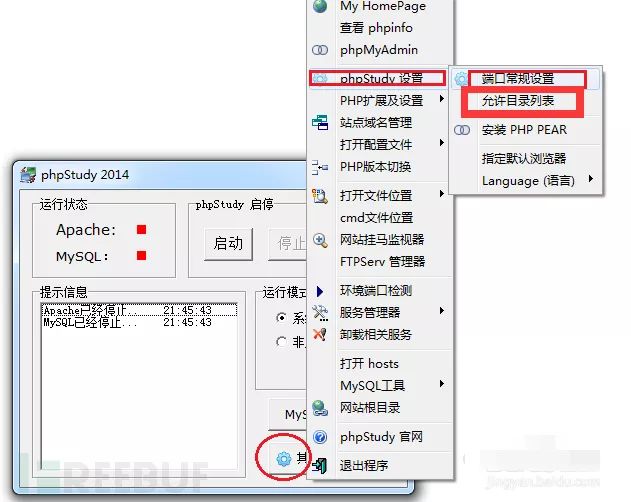 My HomePage
查看 phpinfo
phpMyAdmin
phpStudy 设置
PHP扩展及设置
站点域名管理
打开配置文件
PHP版本切换
打开文件位置
cmd文件位置
网站挂马监视器
FTPServ 管理器
环境端口检测
服务管理器
卸载相关服务
打开 hosts
MySQL工具
网站根目录
phpStudy 官网
退出程序
端口常规设置
允许目录列表
安装 PHP PEAR
指定默认浏览器
Language (语言)
phpStudy 2014
运行状态
Apache:
MySQL:
phpStudy 启停
启动
停止
提示信息
Apache已经停止... 21:45:43
MySQL已经停止... 21:45:43
运行模式
非
REEBUF
jingyan.baidu.com